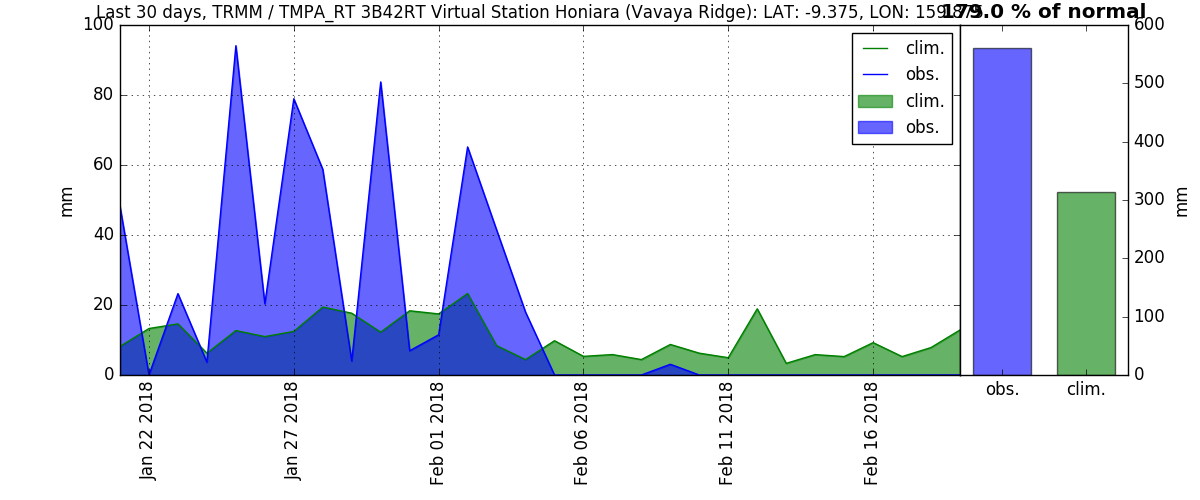 Last 30 days, TRMM / TMPA_RT 3B42RT Virtual Station Honiara (Vavaya Ridge): LAT: -9.375, LON:
179.0 % of normal
100
80
60
40
20
0
mm
clim.
obs.
clim.
obs.
Jan 22 2018
Jan 27 2018
Feb 01 2018
Feb 06 2018
Feb 11 2018
Feb 16 2018
600
500
400
300
200
100
0
mm
obs.
clim.